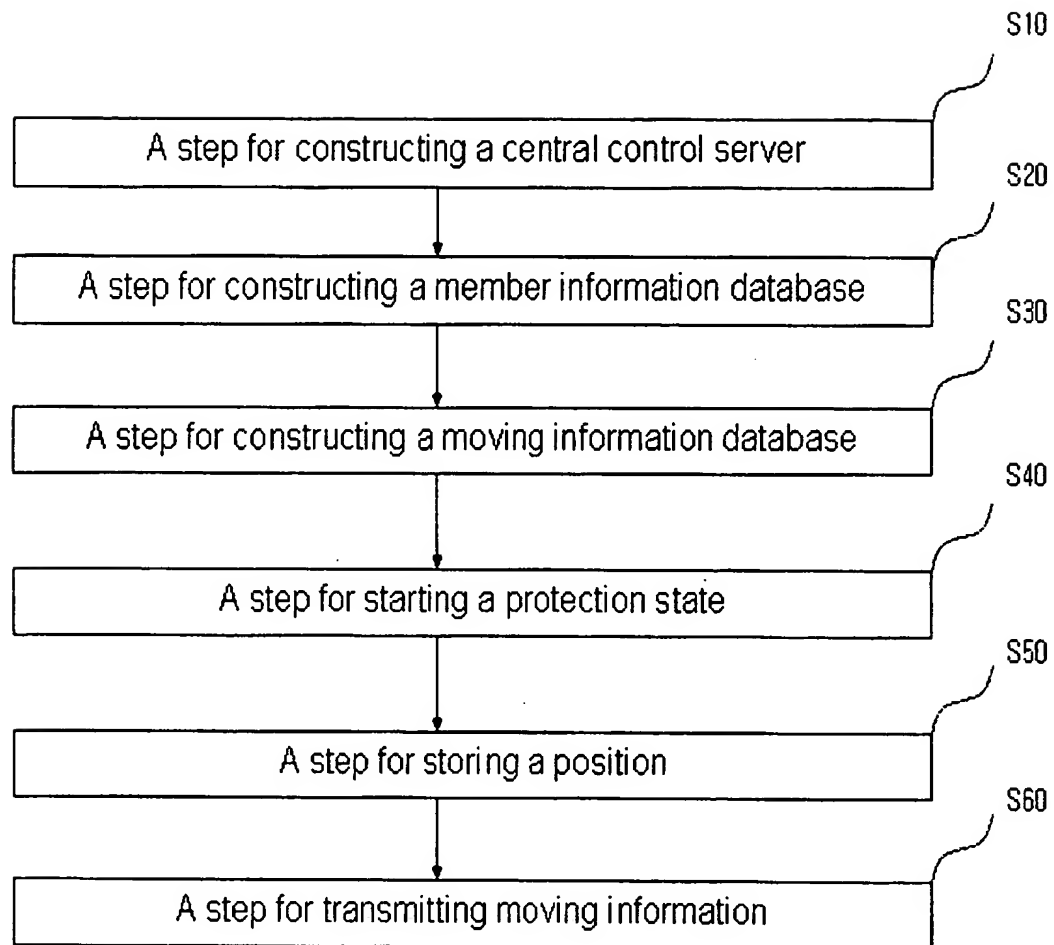 S10
A step for constructing a central control server
S20
A step for constructing a member information database
S30
A step for constructing a moving information database
S40
A step for starting a protection state
S50
A step for storing a position
S60
A step for transmitting moving information